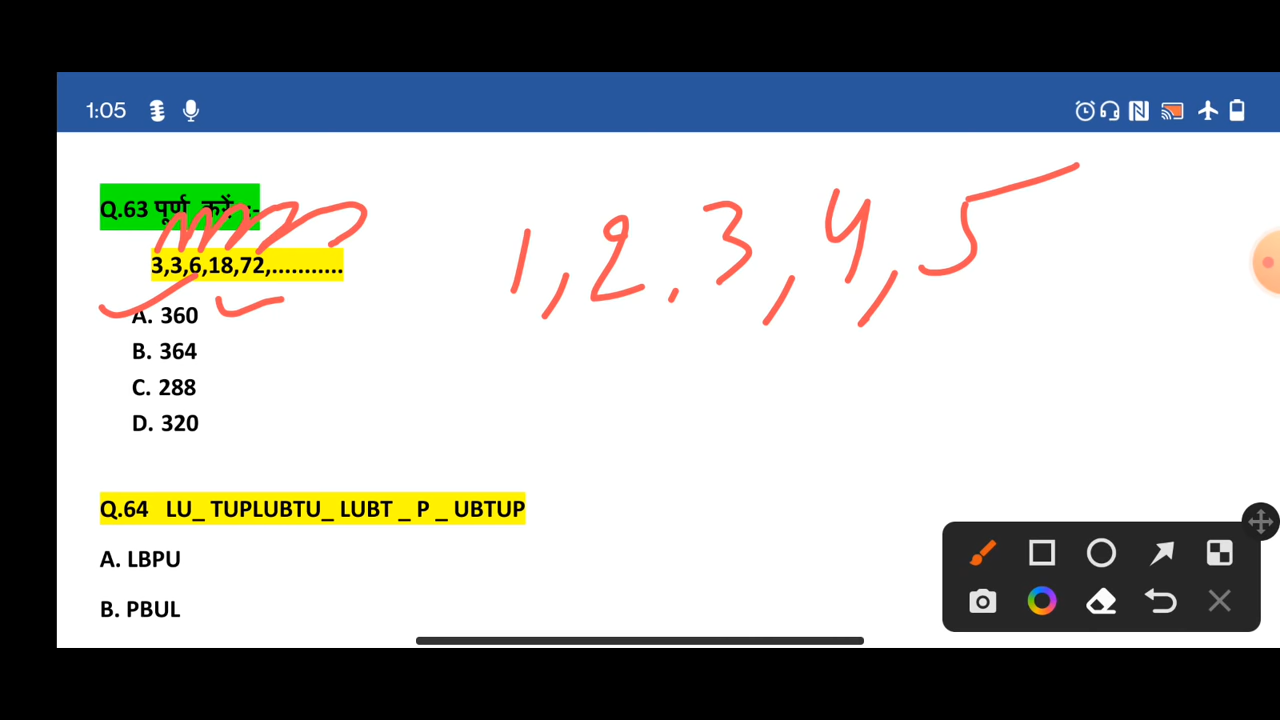 1:05
Q.63 पूर्ण करें :-
3,3,6,18,72,...........
1, 2. 3, 4, 5
A. 360
B. 364
C. 288
D. 320
Q.64 LU_ TUPLUBTU_ LUBT _ P _ UBTUP
A. LBPU
B. PBUL